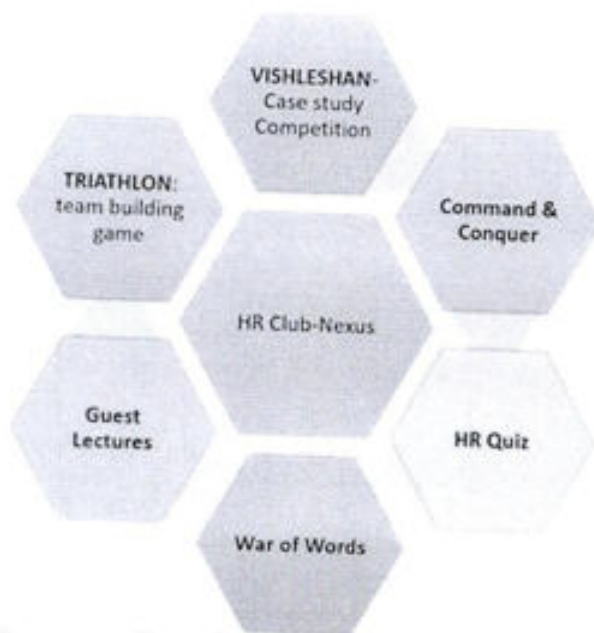 VISHLESHAN-
Case study
Competition
TRIATHLON:
team building
game
Command &
Conquer
HR Club-Nexus
Guest
Lectures
HR Quiz
War of Words